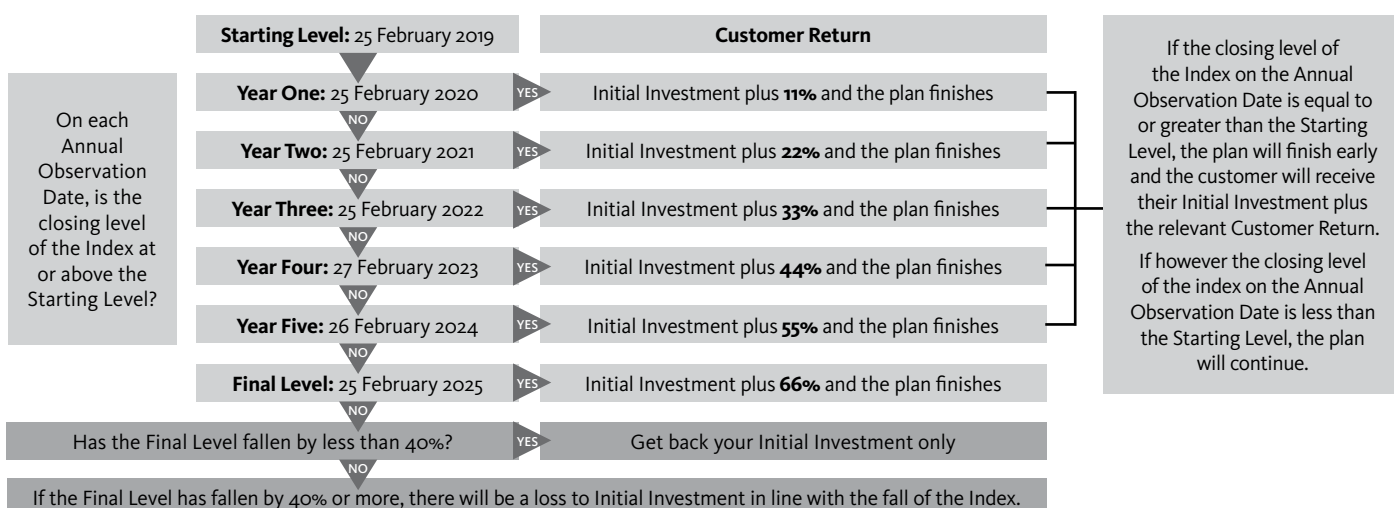 Starting Level: 25 February 2019
Customer Return
On each
Annual
Observation
Date, is the
closing level
of the Index at
or above the
Starting Level?
Year One: 25 February 2020
YES
Initial Investment plus 11% and the plan finishes
NO
Year Two: 25 February 2021
YES
Initial Investment plus 22% and the plan finishes
NO
Year Three: 25 February 2022
YES
Initial Investment plus 33% and the plan finishes
NO
Year Four: 27 February 2023
YES
Initial Investment plus 44% and the plan finishes
NO
Year Five: 26 February 2024
YES
Initial Investment plus 55% and the plan finishes
NO
Final Level: 25 February 2025
YES
Initial Investment plus 66% and the plan finishes
NO
Has the Final Level fallen by less than 40%?
YES
Get back your Initial Investment only
NO
If the Final Level has fallen by 40% or more, there will be a loss to Initial Investment in line with the fall of the Index.
If the closing level of
the Index on the Annual
Observation Date is equal to
or greater than the Starting
Level, the plan will finish early
and the customer will receive
their Initial Investment plus
the relevant Customer Return.
If however the closing level
of the index on the Annual
Observation Date is less than
the Starting Level, the plan
will continue.